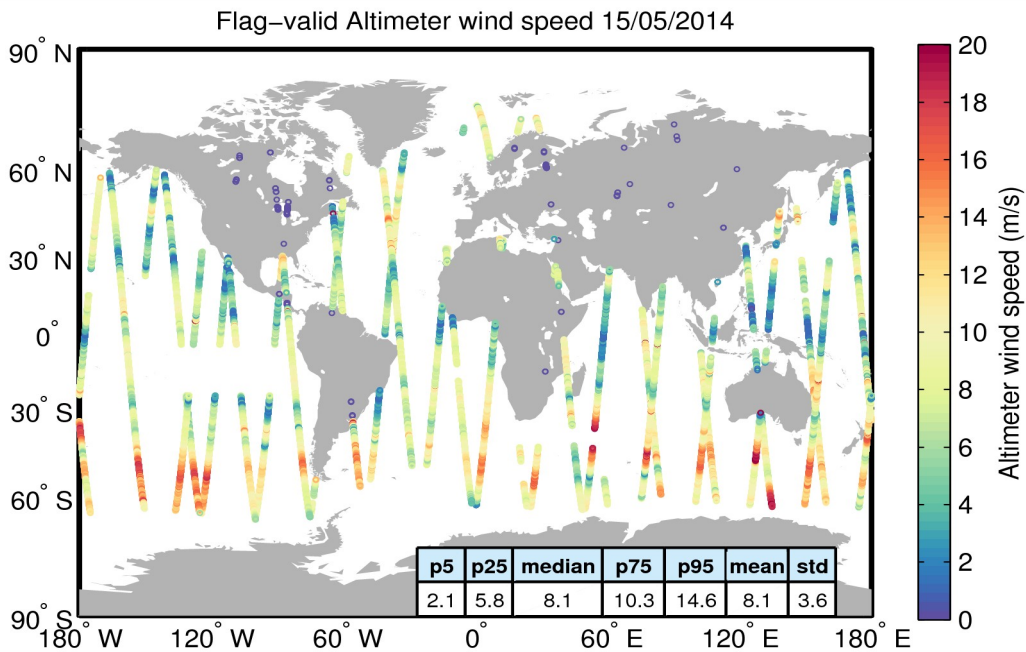 Flag−valid Altimeter wind speed 15/05/2014
90° N
60° N
30° N
0°
30° S
60° S
90° S
180° W
120° W
60° W
0°
60° E
120° E
180° E
p5 p25 median p75 p95 mean std
2.1 5.8 8.1 10.3 14.6 8.1 3.6
20
18
16
14
12
10
8
6
4
2
0
Altimeter wind speed (m/s)